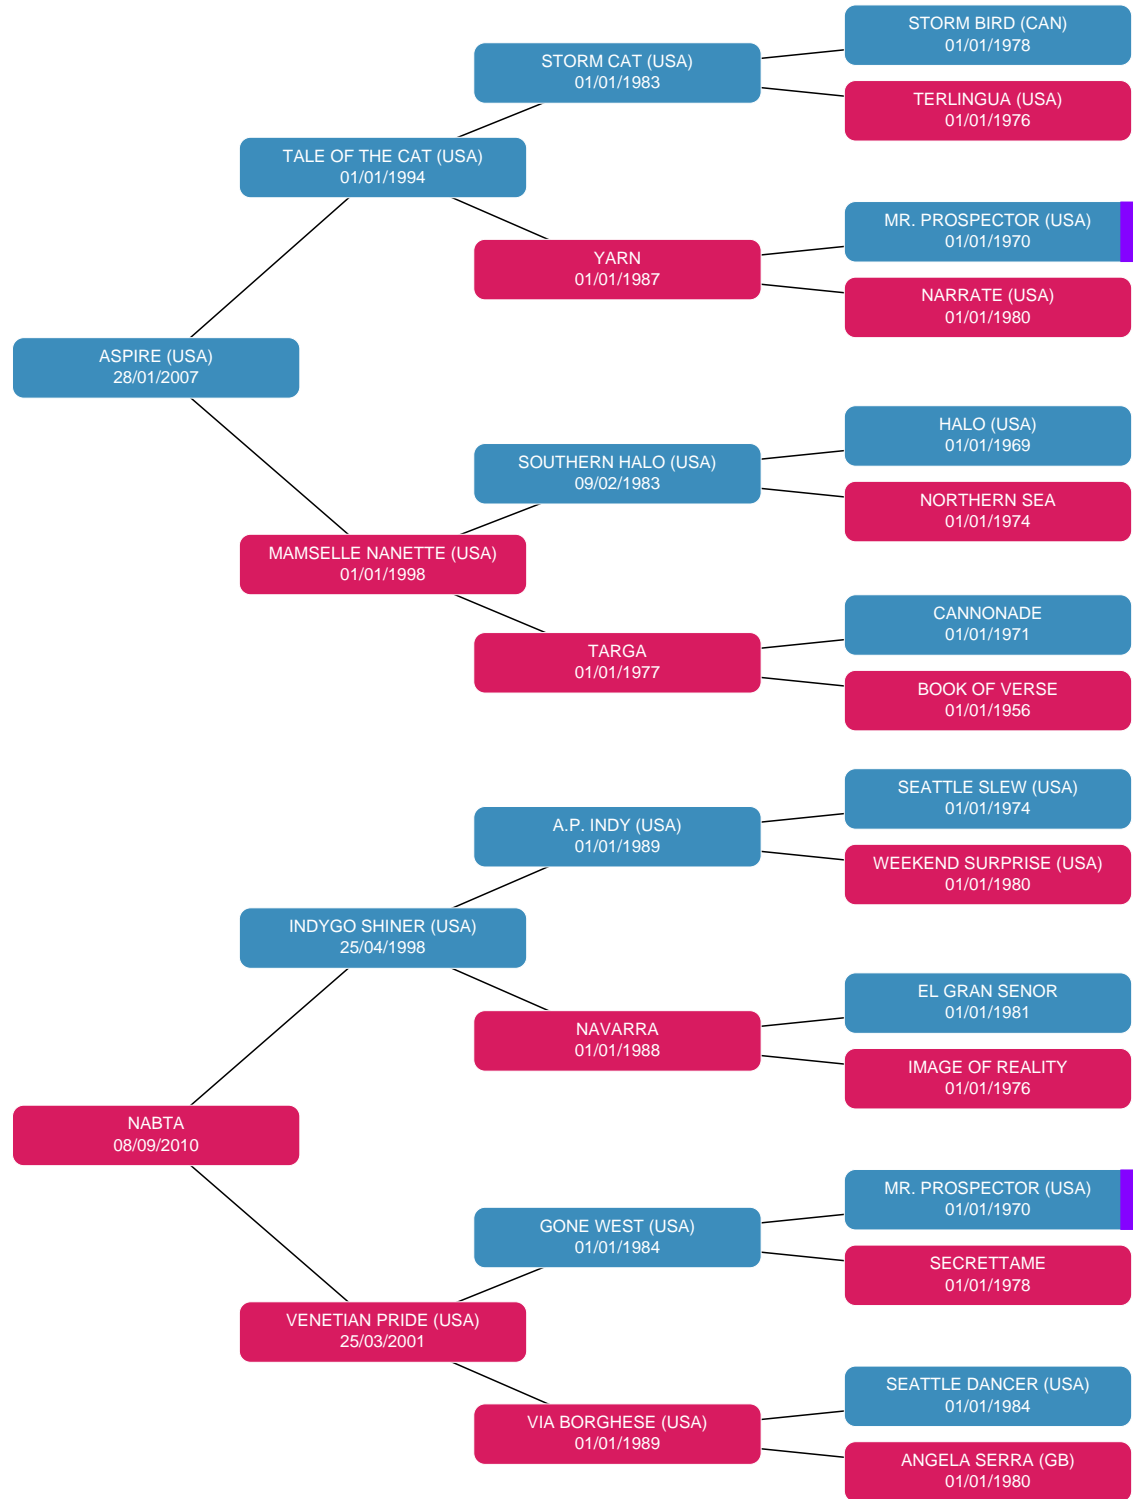 STORM BIRD (CAN)
01/01/1978
STORM CAT (USA)
01/01/1983
TERLINGUA (USA)
01/01/1976
TALE OF THE CAT (USA)
01/01/1994
MR. PROSPECTOR (USA)
01/01/1970
YARN
01/01/1987
NARRATE (USA)
01/01/1980
ASPIRE (USA)
28/01/2007
HALO (USA)
01/01/1969
SOUTHERN HALO (USA)
09/02/1983
NORTHERN SEA
01/01/1974
MAMSELLE NANETTE (USA)
01/01/1998
CANNONADE
01/01/1971
TARGA
01/01/1977
BOOK OF VERSE
01/01/1956
SEATTLE SLEW (USA)
01/01/1974
A.P. INDY (USA)
01/01/1989
WEEKEND SURPRISE (USA)
01/01/1980
INDYGO SHINER (USA)
25/04/1998
EL GRAN SENOR
01/01/1981
NAVARRA
01/01/1988
IMAGE OF REALITY
01/01/1976
NABTA
08/09/2010
MR. PROSPECTOR (USA)
01/01/1970
GONE WEST (USA)
01/01/1984
SECRETTAME
01/01/1978
VENETIAN PRIDE (USA)
25/03/2001
SEATTLE DANCER (USA)
01/01/1984
VIA BORGHESE (USA)
01/01/1989
ANGELA SERRA (GB)
01/01/1980